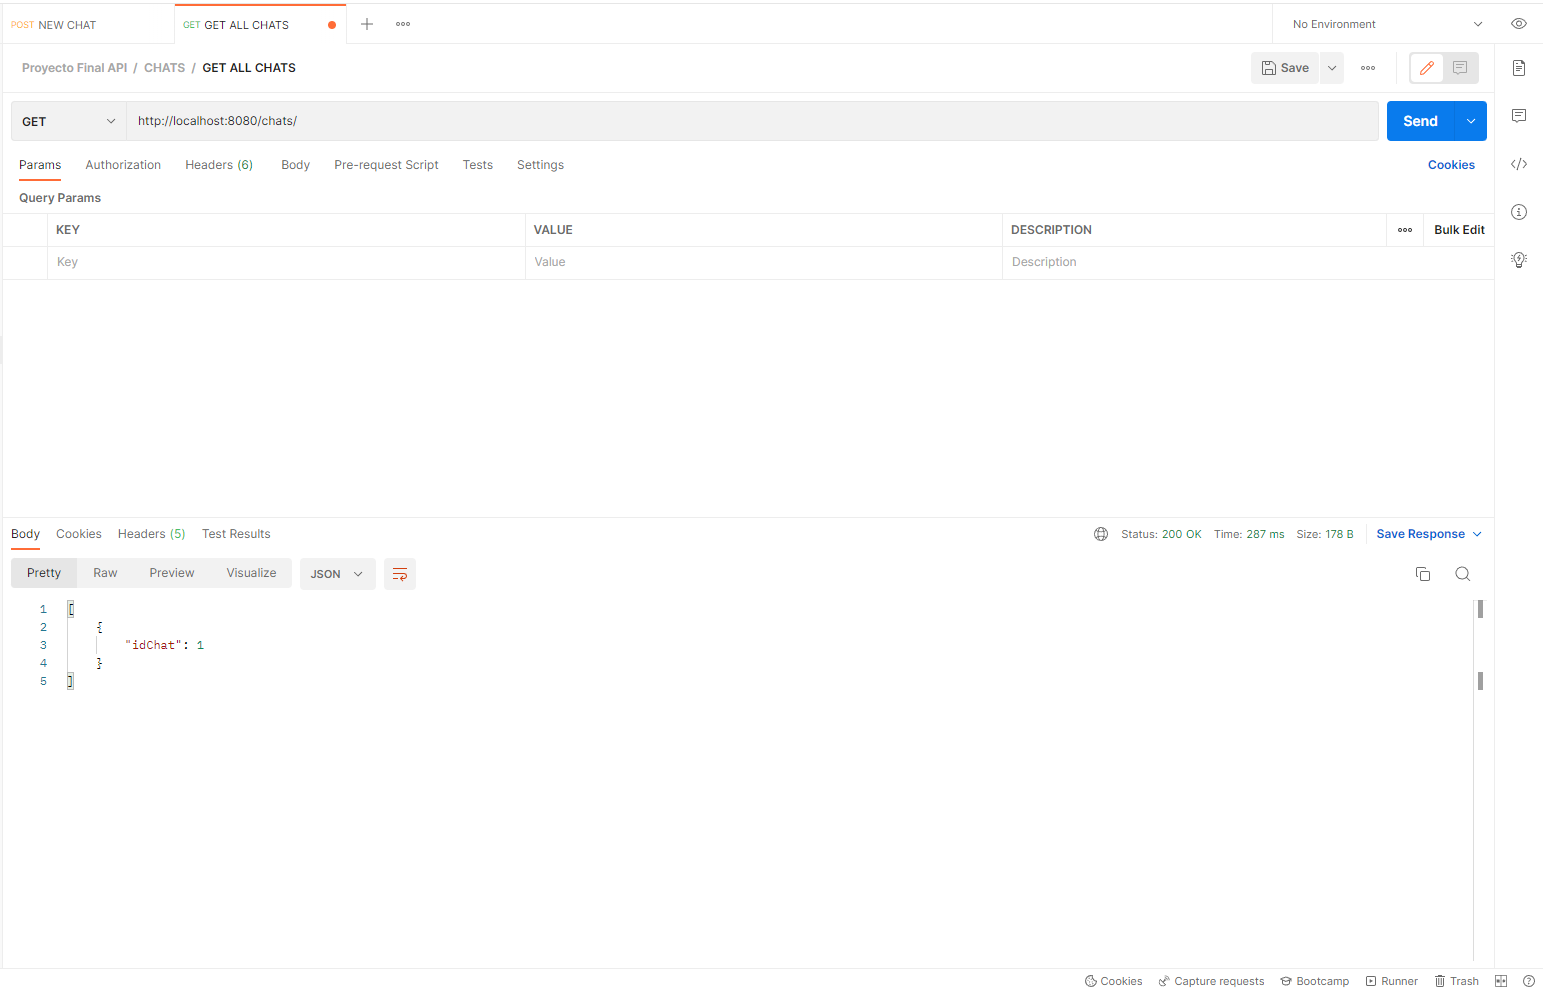 POST NEW CHAT GET GET ALL CHATS No Environment
Proyecto Final API / CHATS / GET ALL CHATS Save
GET http://localhost:8080/chats/ Send
Params Authorization Headers (6) Body Pre-request Script Tests Settings Cookies
Query Params
KEY VALUE DESCRIPTION Bulk Edit
Key Value Description
Body Cookies Headers (5) Test Results Status: 200 OK Time: 287 ms Size: 178 B Save Response
Pretty Raw Preview Visualize JSON
1 [
2 {
3 "idChat": 1
4 }
5 ]
Cookies Capture requests Bootcamp Runner Trash